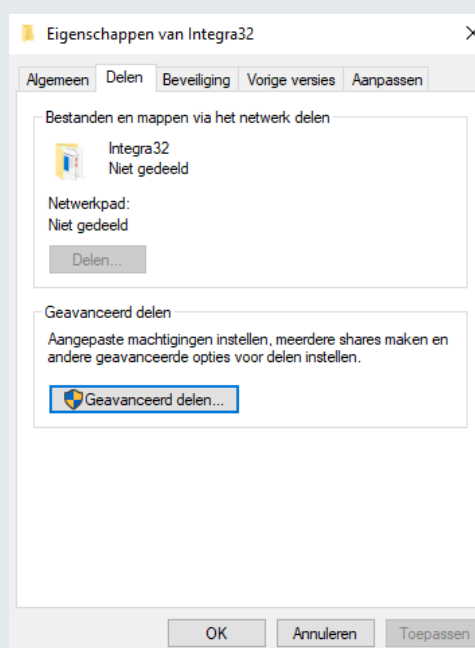 Eigenschappen van Integra32
Algemeen
Delen
Beveiliging
Vorige versies
Aanpassen
Bestanden en mappen via het netwerk delen
Integra32
Niet gedeeld
Netwerkpad:
Niet gedeeld
Delen...
Geavanceerd delen
Aangepaste machtigingen instellen, meerdere shares maken en
andere geavanceerde opties voor delen instellen.
Geavanceerd delen...
OK
Annuleren
Toepassen